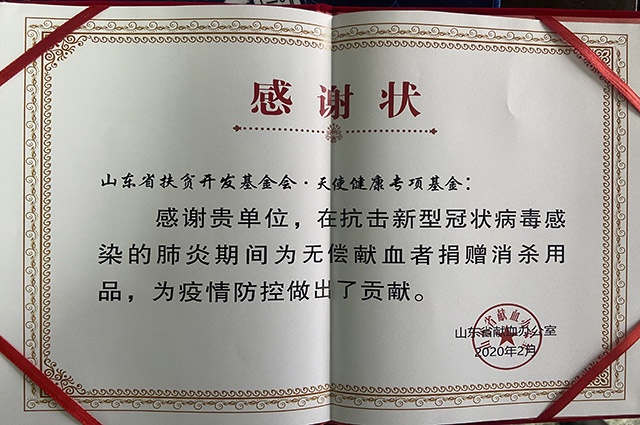 感谢状
山东省扶贫开发基金会·天使健康专项基金：
感谢贵单位，在抗击新型冠状病毒感
染的肺炎期间为无偿献血者捐赠消杀用
品，为疫情防控做出了贡献。
山东省献血办公室
2020年2月